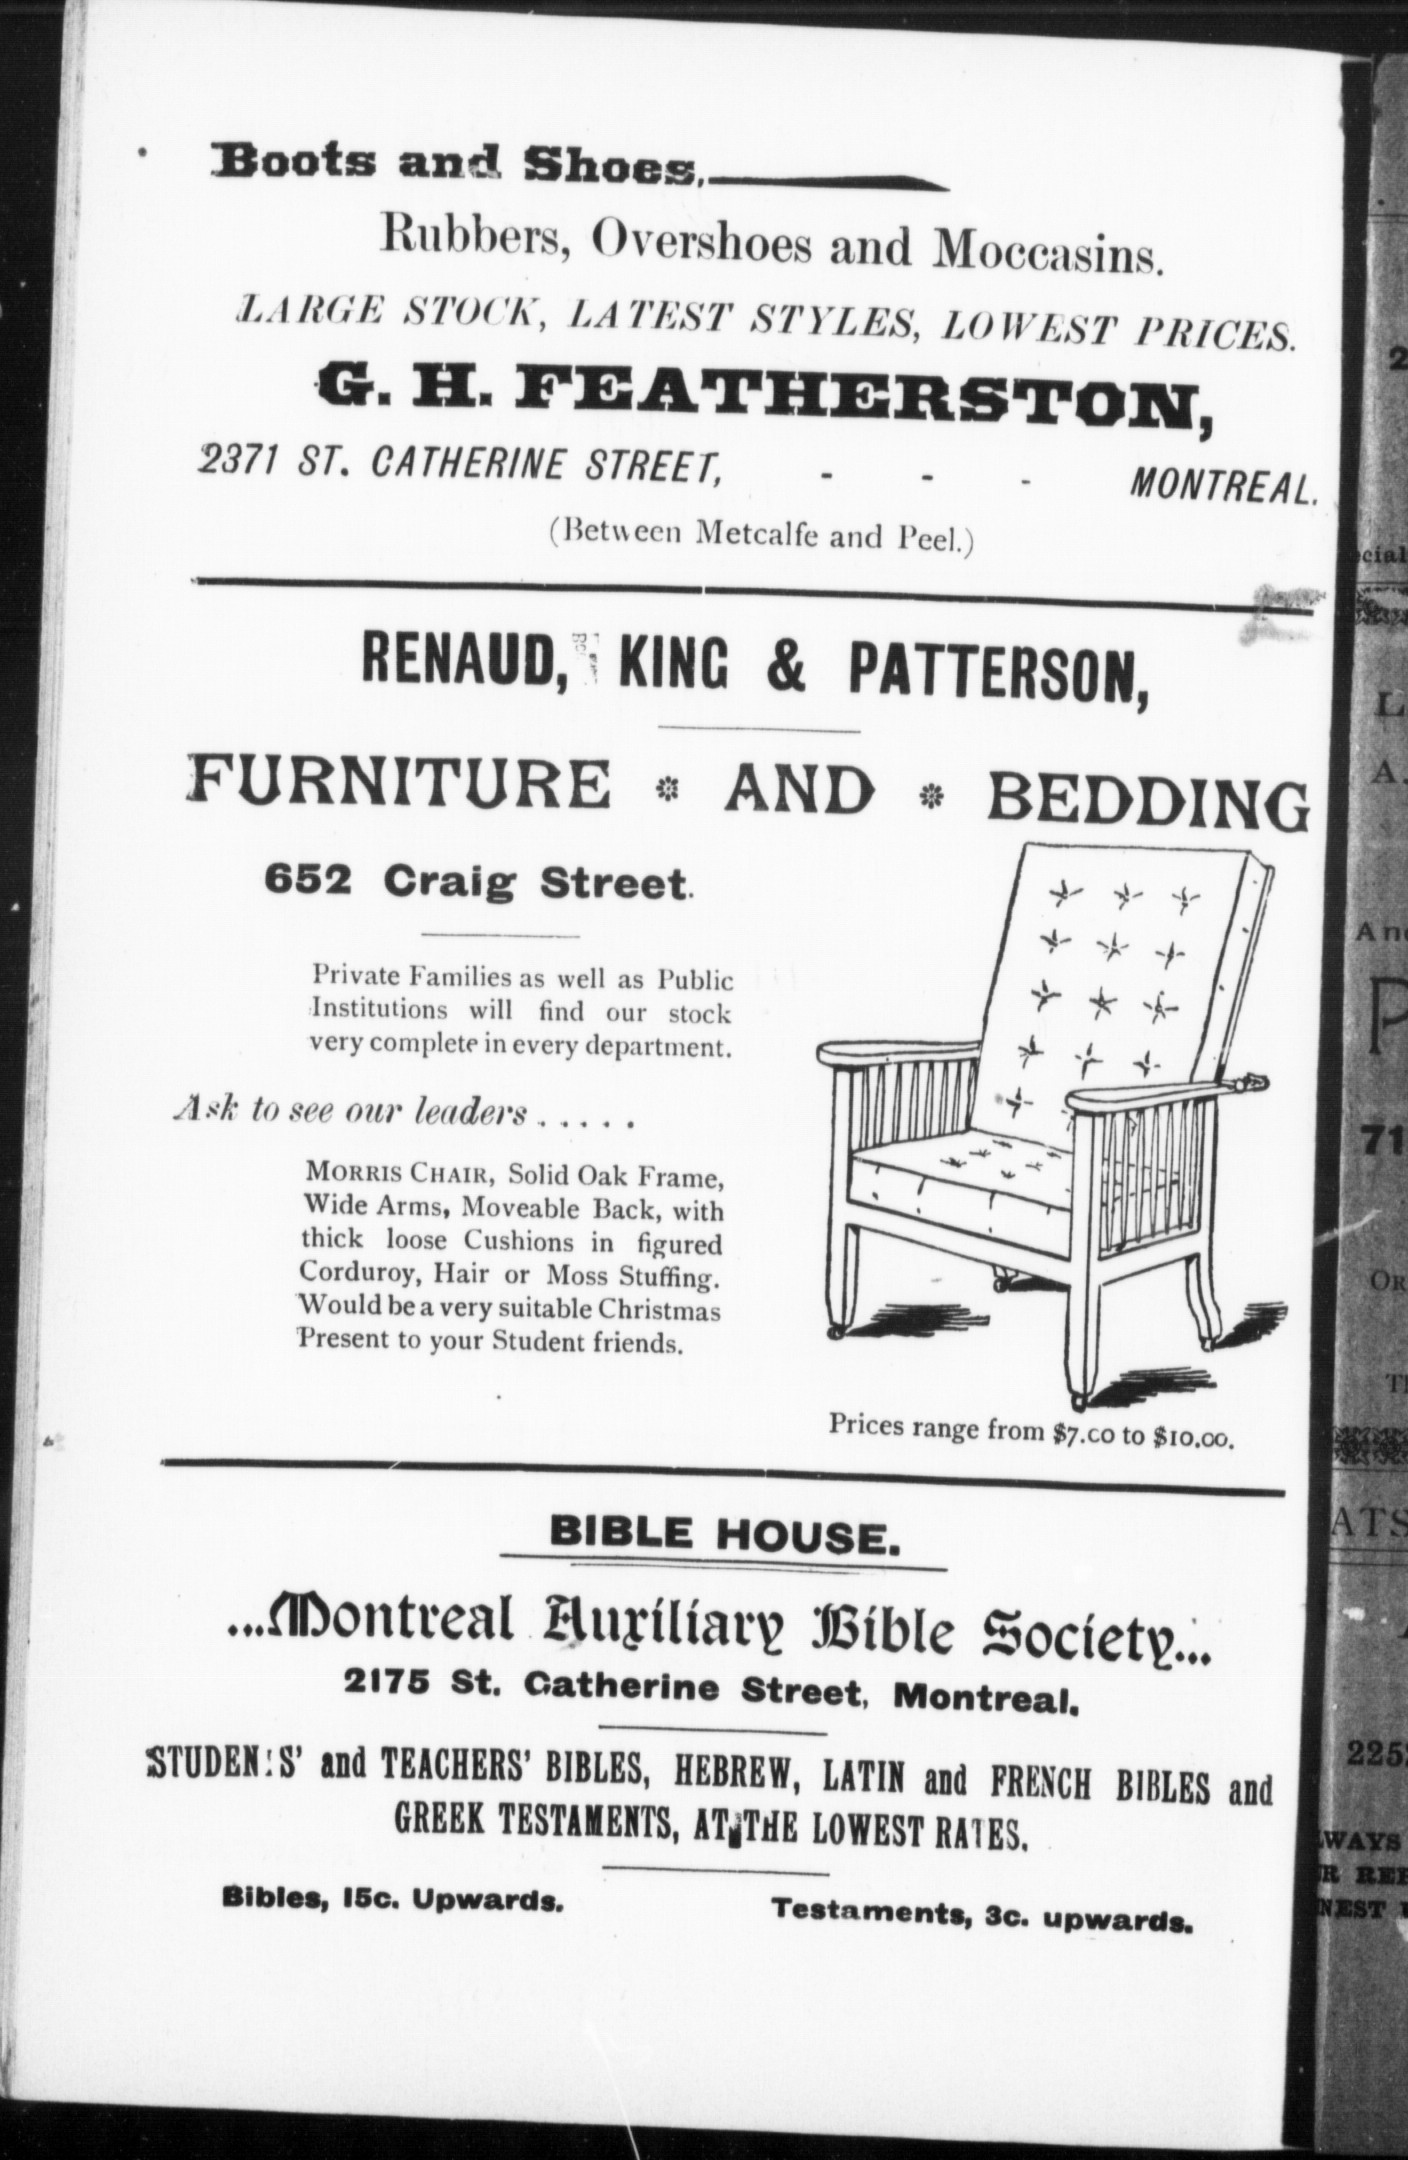 Boots and Shoes,
Rubbers, Overshoes and Moccasins.
LARGE STOCK, LATEST STYLES, LOWEST PRICES.
G. H. FEATHERSTON,
2371 ST. CATHERINE STREET, - - - MONTREAL.
(Between Metcalfe and Peel.)
RENAUD, KING & PATTERSON,
FURNITURE * AND * BEDDING
652 Craig Street.
Private Families as well as Public
Institutions will find our stock
very complete in every department.
Ask to see our leaders . . . . .
MORRIS CHAIR, Solid Oak Frame,
Wide Arms, Moveable Back, with
thick loose Cushions in figured
Corduroy, Hair or Moss Stuffing.
Would be a very suitable Christmas
Present to your Student friends.
Prices range from $7.00 to $10.00.
BIBLE HOUSE.
...Montreal Auxiliary Bible Society...
2175 St. Catherine Street, Montreal.
STUDENTS' and TEACHERS' BIBLES, HEBREW, LATIN and FRENCH BIBLES and
GREEK TESTAMENTS, AT THE LOWEST RATES.
Bibles, 15c. Upwards. Testaments, 3c. upwards.